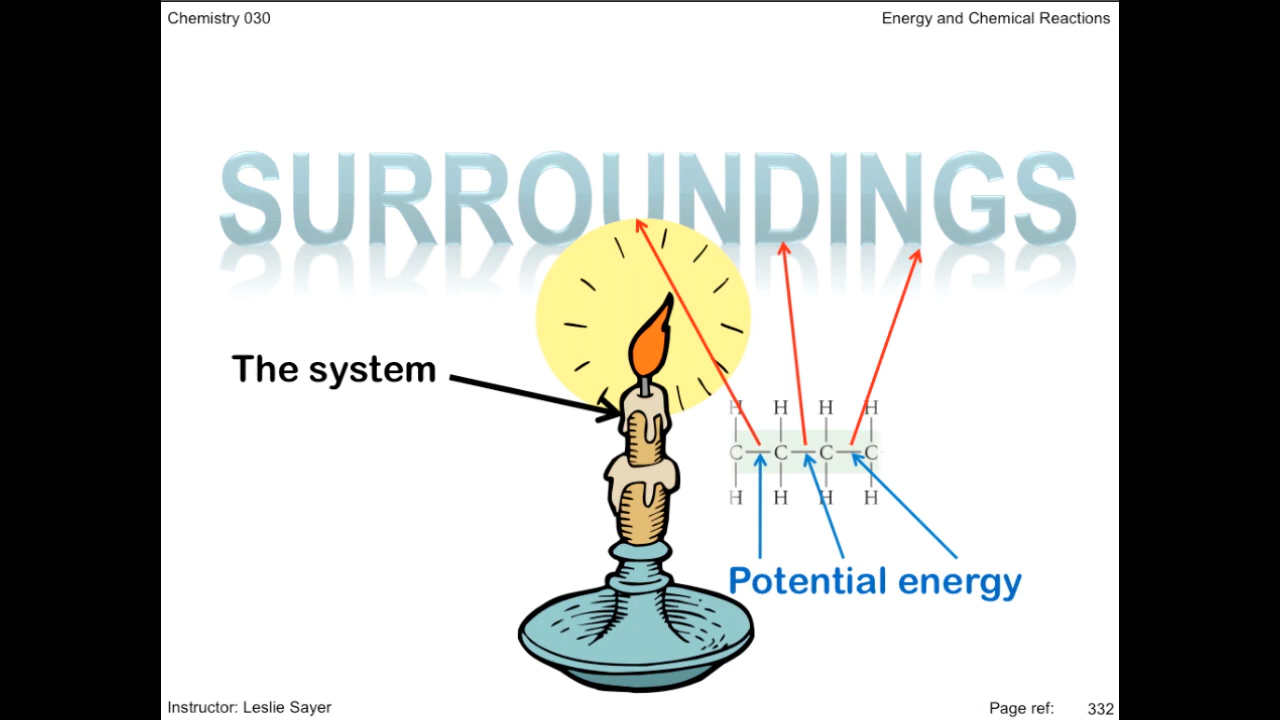 Chemistry 030
Energy and Chemical Reactions
SURROUNDINGS
The system
H H H H
C C C C
H H H H
Potential energy
Instructor: Leslie Sayer
Page ref: 332